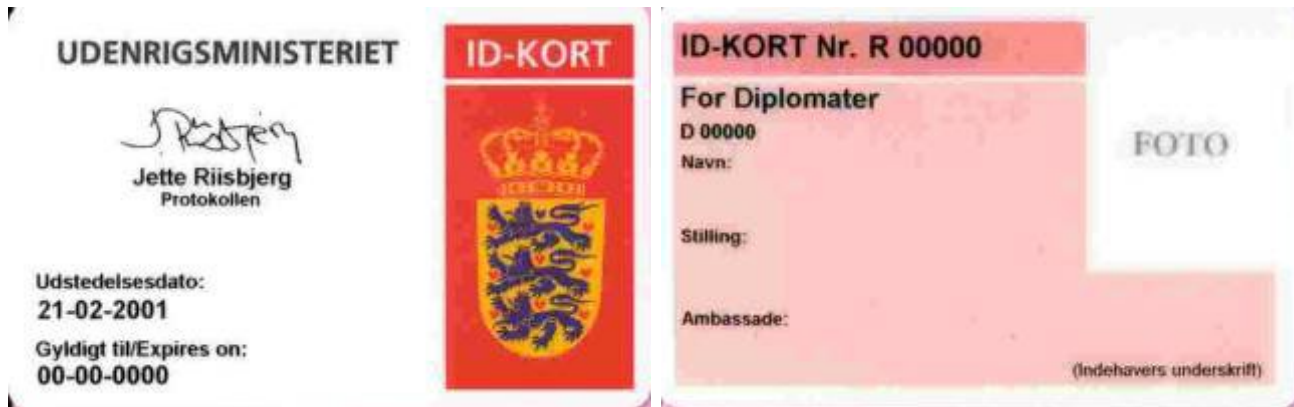 UDENRIGSMINISTERIET
ID-KORT
Jette Riisbjerg
Protokollen
Udstedelsesdato:
21-02-2001
Gyldigt til/Expires on:
00-00-0000
ID-KORT Nr. R 00000
For Diplomater
D 00000
Navn:
FOTO
Stilling:
Ambassade:
(Indehavers underskrift)